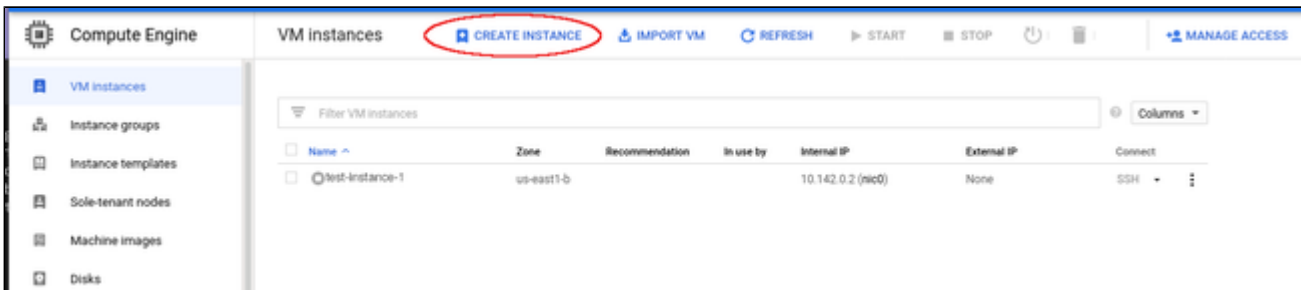 Compute Engine
VM instances
CREATE INSTANCE
IMPORT VM
REFRESH
START
STOP
MANAGE ACCESS
VM instances
Instance groups
Instance templates
Sole-tenant nodes
Machine images
Disks
Filter VM instances
Columns
Name Zone Recommendation In use by Internal IP External IP Connect
test-instance-1 us-east1-b 10.142.0.2 (nic0) None SSH